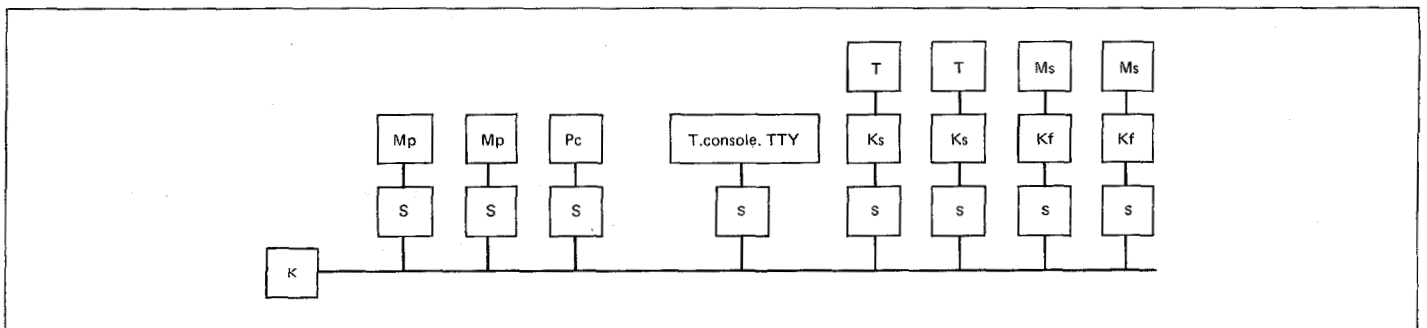 T T Ms Ms
Mp Mp Pc T.console. TTY Ks Ks Kf Kf
S S S s s s s s
K